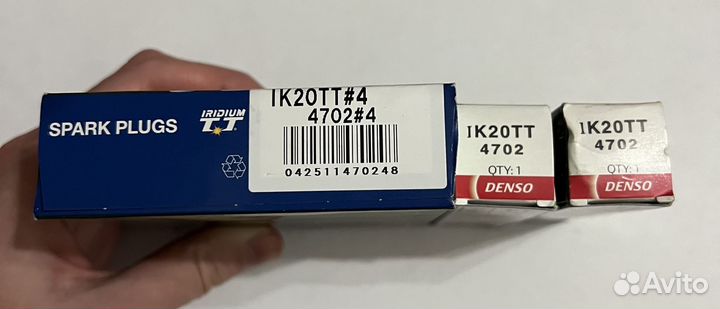 SPARK PLUGS
IRIDIUM
TT
IK20TT#4
4702#4
042511470248
IK20TT
4702
QTY: 1
DENSO
IK20TT
4702
QTY: 1
DENSO
Avito